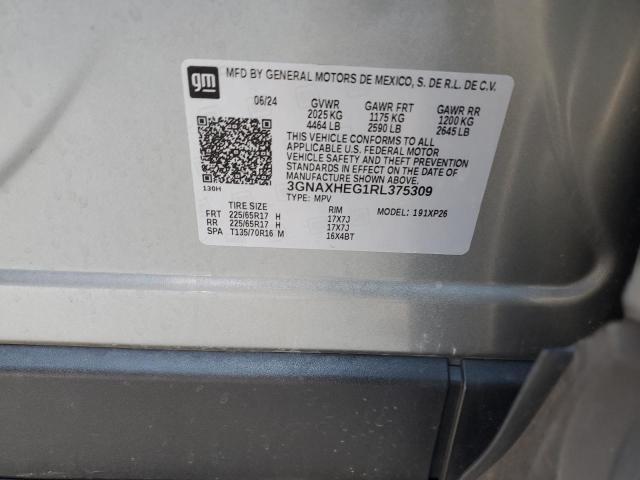 gm
MFD BY GENERAL MOTORS DE MEXICO, S. DE R.L. DE C.V.
06/24 GVWR GAWR FRT GAWR RR
2025 KG 1175 KG 1200 KG
4464 LB 2590 LB 2645 LB
THIS VEHICLE CONFORMS TO ALL
APPLICABLE U.S. FEDERAL MOTOR
VEHICLE SAFETY AND THEFT PREVENTION
STANDARDS IN EFFECT ON THE DATE OF
MANUFACTURE SHOWN ABOVE.
130H 3GNAXHEG1RL375309
TYPE: MPV MODEL: 191XP26
TIRE SIZE RIM
FRT 225/65R17 H 17X7J
RR 225/65R17 H 17X7J
SPA T135/70R16 M 16X4BT